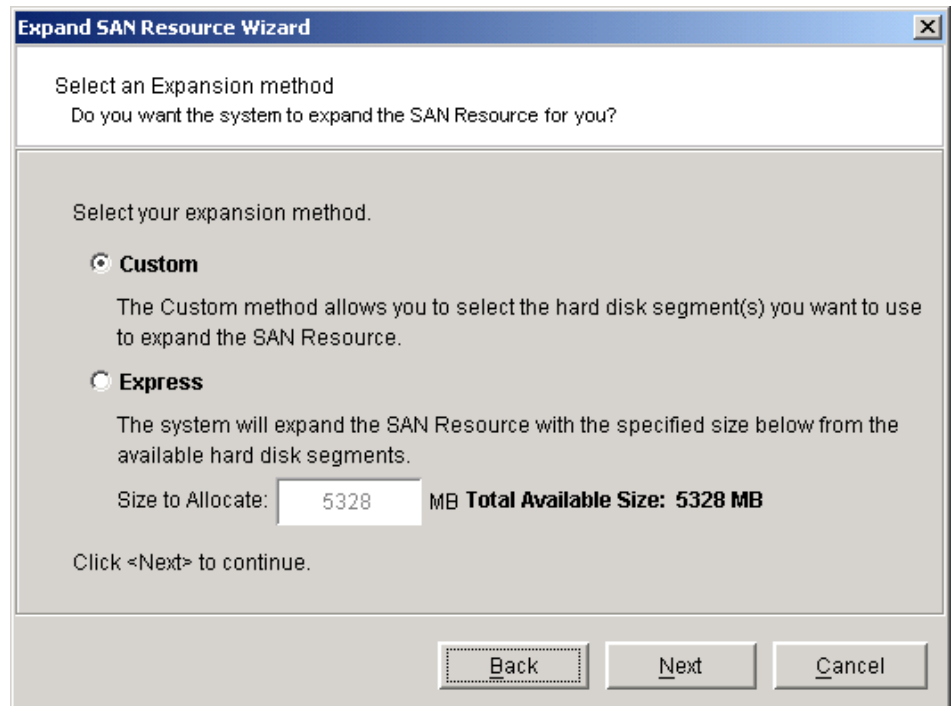 Expand SAN Resource Wizard
Select an Expansion method
Do you want the system to expand the SAN Resource for you?
Select your expansion method.
Custom
The Custom method allows you to select the hard disk segment(s) you want to use
to expand the SAN Resource.
Express
The system will expand the SAN Resource with the specified size below from the
available hard disk segments.
Size to Allocate: 5328 MB Total Available Size: 5328 MB
Click <Next> to continue.
Back Next Cancel